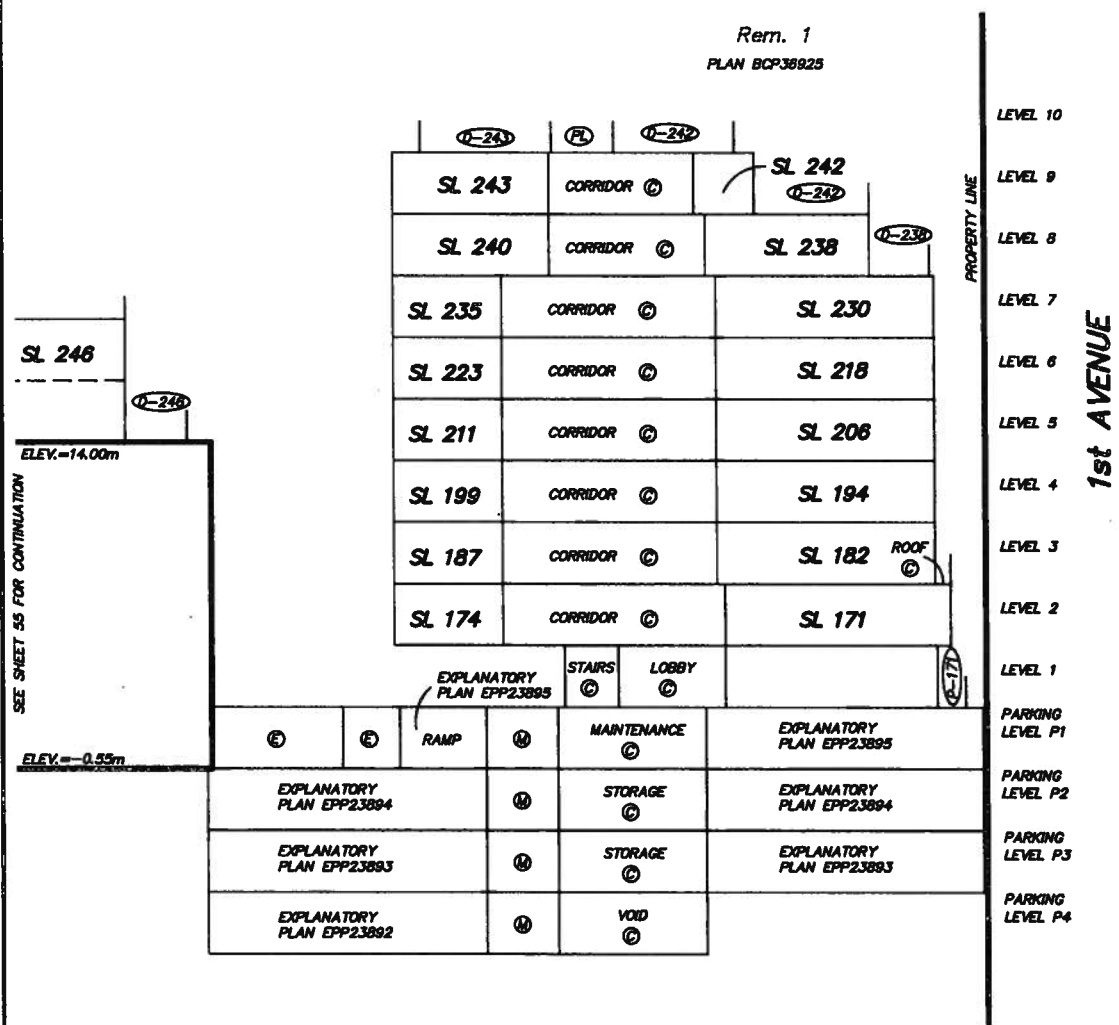 Rem. 1
PLAN BCP36925
LEVEL 10
D-243 PL D-242
SL 243 CORRIDOR C SL 242 D-242 LEVEL 9
SL 240 CORRIDOR C SL 238 D-238 LEVEL 8
PROPERTY LINE
SL 235 CORRIDOR C SL 230 LEVEL 7
SL 246 SL 223 CORRIDOR C SL 218 LEVEL 6
D-246
1st AVENUE
SL 211 CORRIDOR C SL 206 LEVEL 5
ELEV.=14.00m
SEE SHEET 55 FOR CONTINUATION
SL 199 CORRIDOR C SL 194 LEVEL 4
SL 187 CORRIDOR C SL 182 ROOF C LEVEL 3
SL 174 CORRIDOR C SL 171 LEVEL 2
EXPLANATORY
PLAN EPP23895
STAIRS C
LOBBY C
P-171
LEVEL 1
E E RAMP M
MAINTENANCE C
EXPLANATORY
PLAN EPP23895
PARKING
LEVEL P1
ELEV.=-0.55m
EXPLANATORY
PLAN EPP23894
M
STORAGE
C
EXPLANATORY
PLAN EPP23894
PARKING
LEVEL P2
EXPLANATORY
PLAN EPP23893
M
STORAGE
C
EXPLANATORY
PLAN EPP23893
PARKING
LEVEL P3
EXPLANATORY
PLAN EPP23892
M
VOID
C
PARKING
LEVEL P4